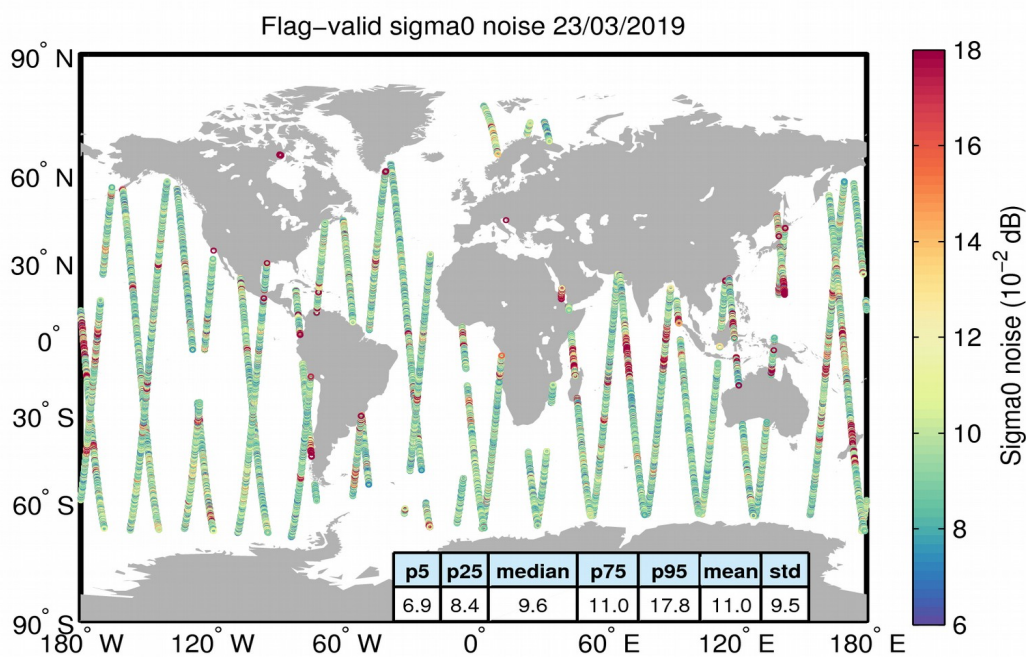 Flag-valid sigma0 noise 23/03/2019
90° N
60° N
30° N
0°
30° S
60° S
90° S
180° W
120° W
60° W
0°
60° E
120° E
180° E
p5 p25 median p75 p95 mean std
6.9 8.4 9.6 11.0 17.8 11.0 9.5
18
16
14
12
10
8
6
Sigma0 noise (10⁻² dB)